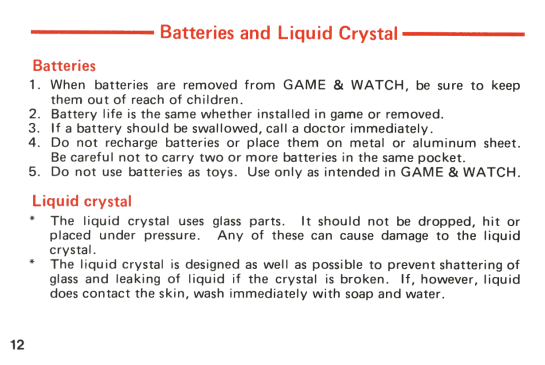 Batteries and Liquid Crystal
Batteries
1. When batteries are removed from GAME & WATCH, be sure to keep
them out of reach of children.
2. Battery life is the same whether installed in game or removed.
3. If a battery should be swallowed, call a doctor immediately.
4. Do not recharge batteries or place them on metal or aluminum sheet.
Be careful not to carry two or more batteries in the same pocket.
5. Do not use batteries as toys. Use only as intended in GAME & WATCH.
Liquid crystal
* The liquid crystal uses glass parts. It should not be dropped, hit or
placed under pressure. Any of these can cause damage to the liquid
crystal.
* The liquid crystal is designed as well as possible to prevent shattering of
glass and leaking of liquid if the crystal is broken. If, however, liquid
does contact the skin, wash immediately with soap and water.
12